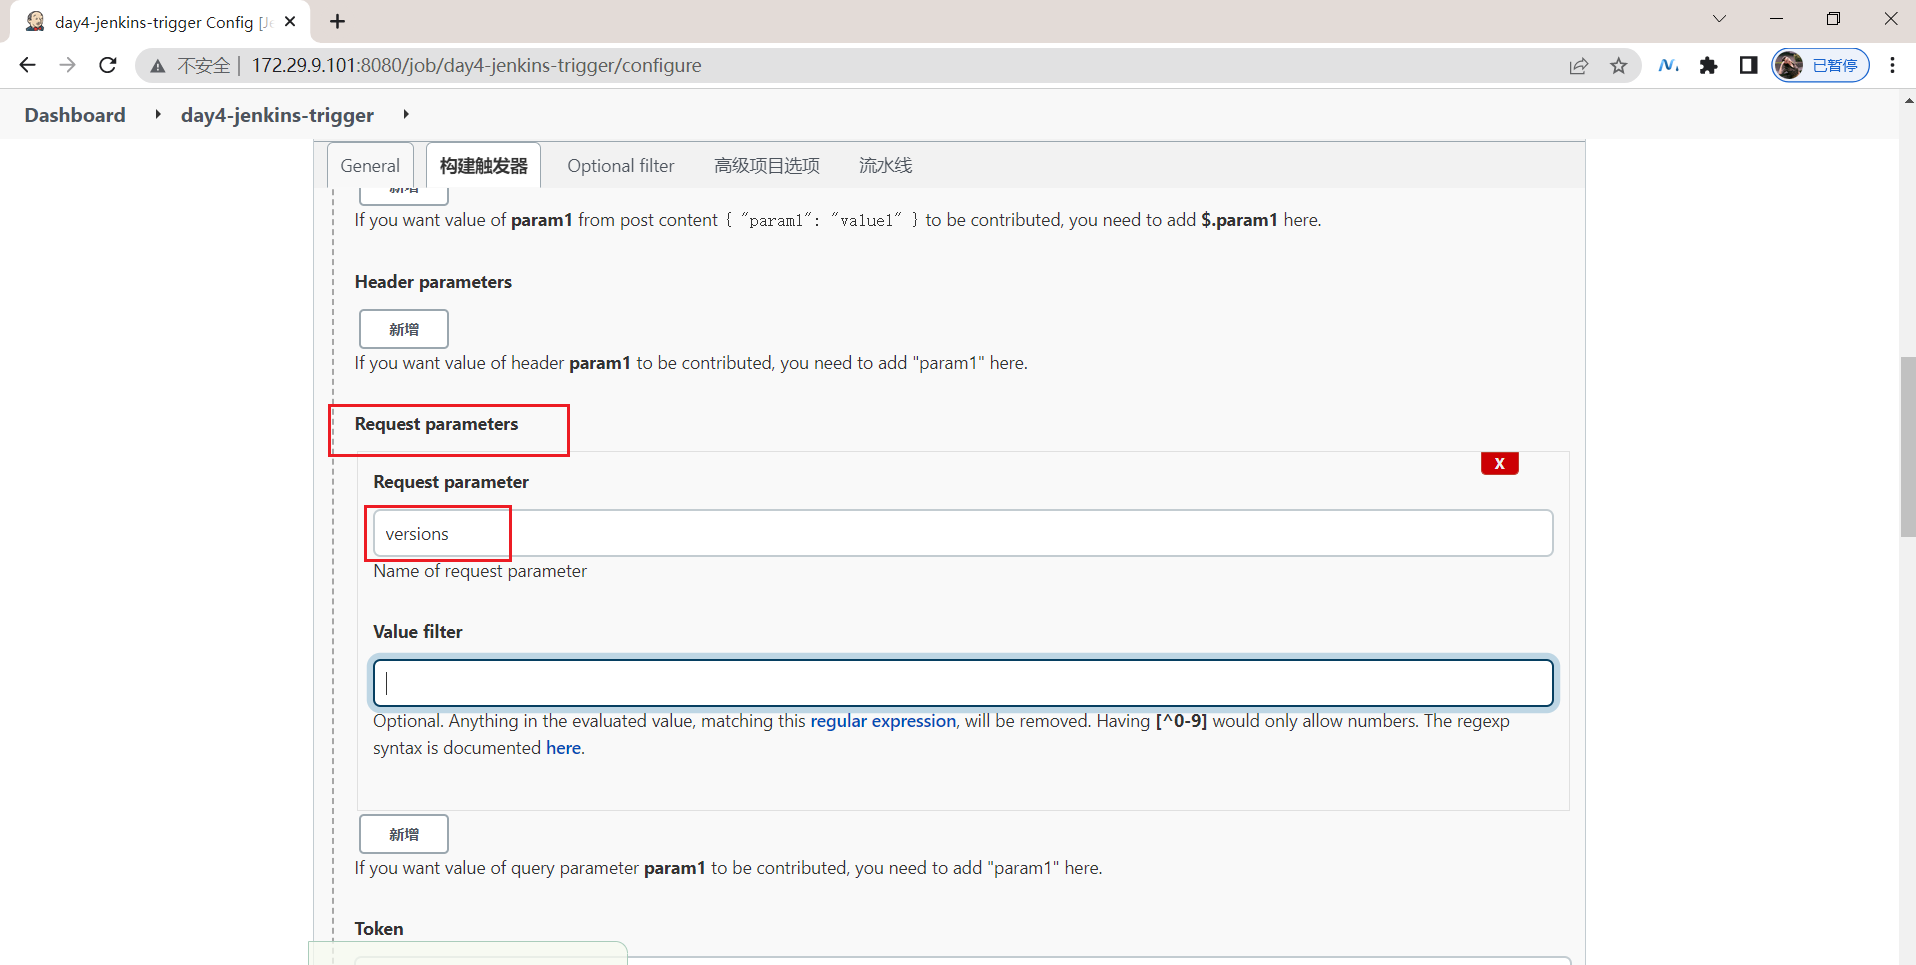 day4-jenkins-trigger Config [Je
不安全 | 172.29.9.101:8080/job/day4-jenkins-trigger/configure
已暂停
Dashboard
day4-jenkins-trigger
General
构建触发器
Optional filter
高级项目选项
流水线
新增
If you want value of param1 from post content { "param1": "value1" } to be contributed, you need to add $.param1 here.
Header parameters
新增
If you want value of header param1 to be contributed, you need to add "param1" here.
Request parameters
X
Request parameter
versions
Name of request parameter
Value filter
Optional. Anything in the evaluated value, matching this regular expression, will be removed. Having [^0-9] would only allow numbers. The regexp
syntax is documented here.
新增
If you want value of query parameter param1 to be contributed, you need to add "param1" here.
Token